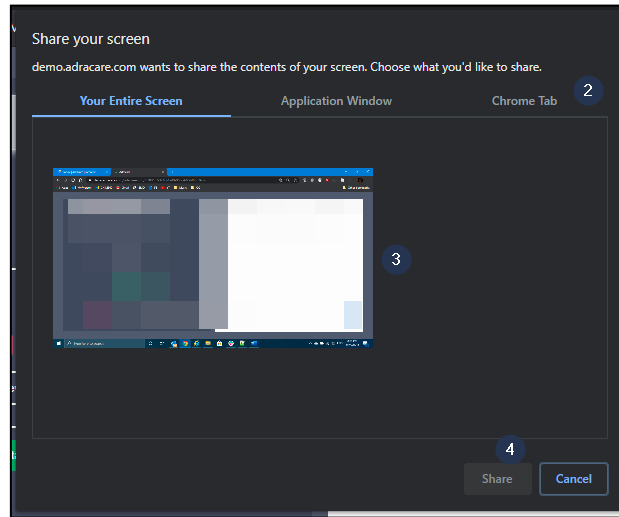 Share your screen
demo.adracare.com wants to share the contents of your screen. Choose what you'd like to share.
Your Entire Screen Application Window Chrome Tab 2
3
4
Share Cancel